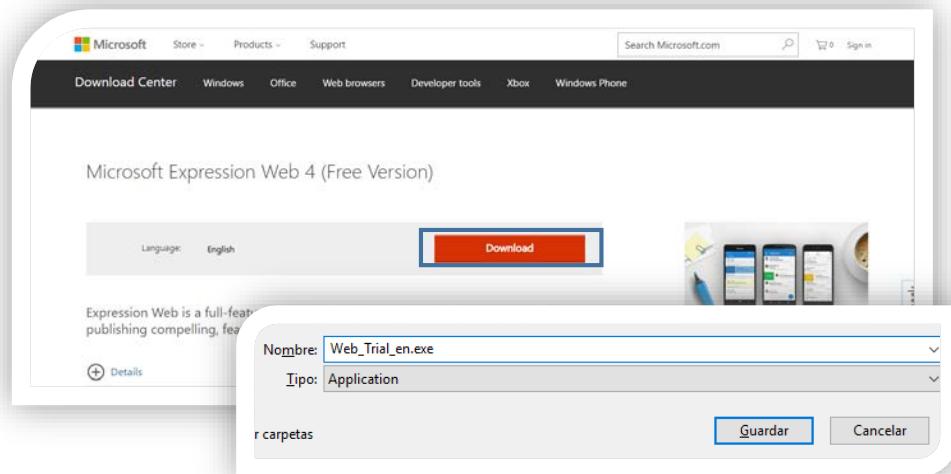 Microsoft Store Products Support Search Microsoft.com 0 Sign in
Download Center Windows Office Web browsers Developer tools Xbox Windows Phone
Microsoft Expression Web 4 (Free Version)
Language: English Download
Expression Web is a full-feat
publishing compelling, fea
Details
Nombre: Web_Trial_en.exe
Tipo: Application
r carpetas Guardar Cancelar